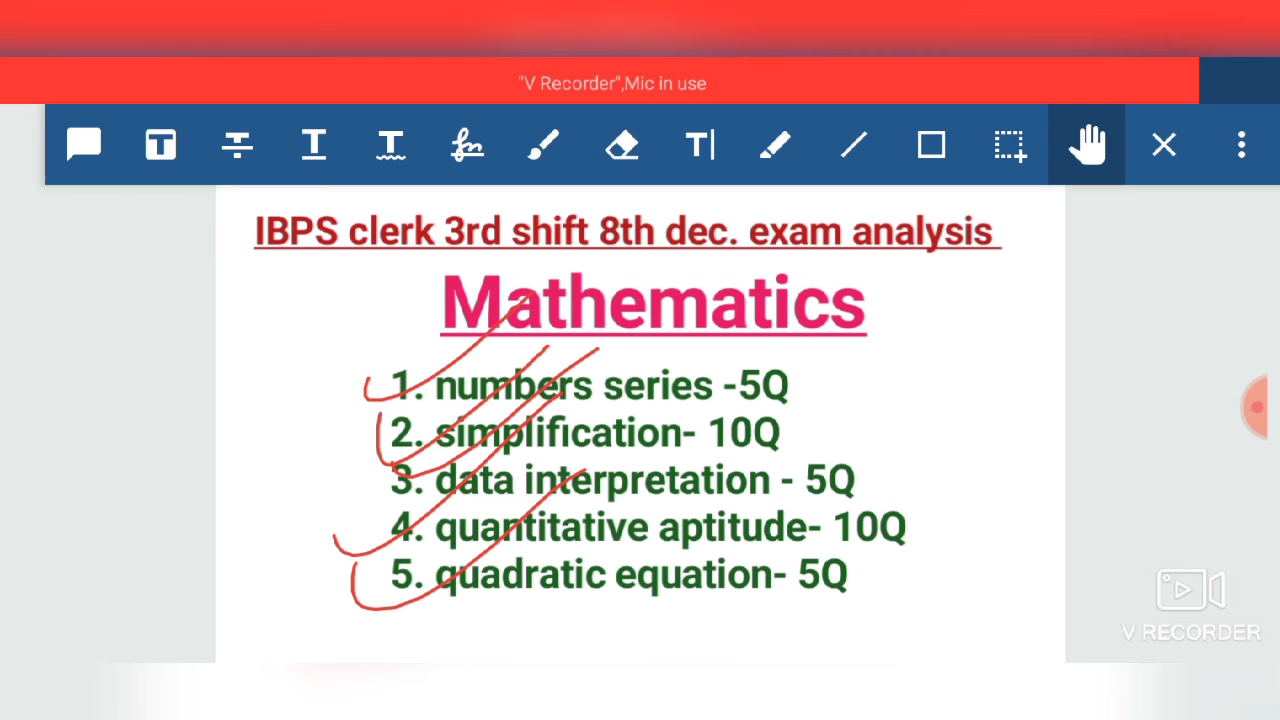 "V Recorder",Mic in use
IBPS clerk 3rd shift 8th dec. exam analysis
Mathematics
1. numbers series -5Q
2. simplification- 10Q
3. data interpretation - 5Q
4. quantitative aptitude- 10Q
5. quadratic equation- 5Q
V RECORDER